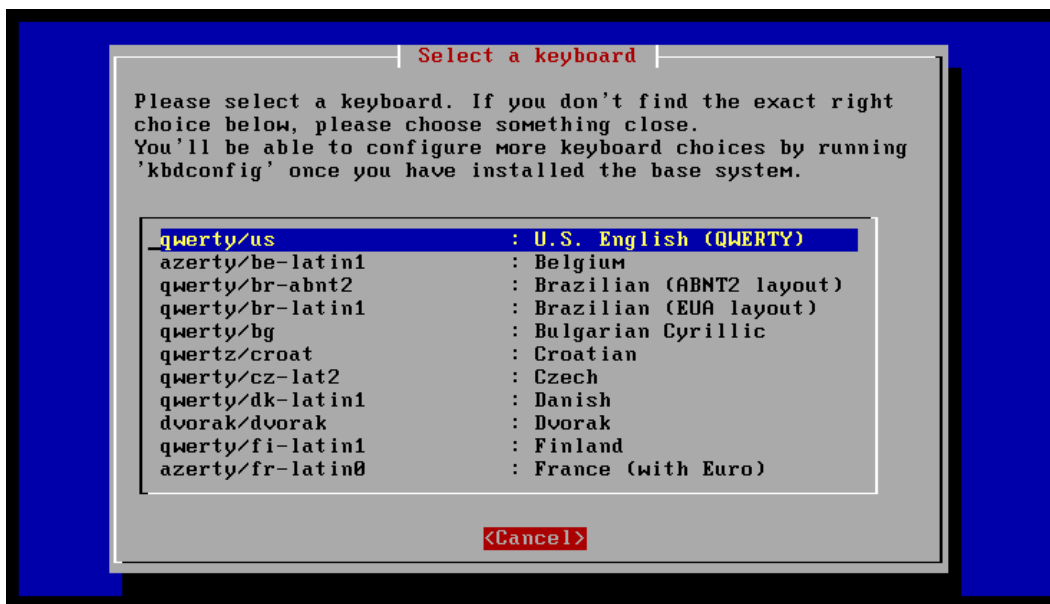 Select a keyboard
Please select a keyboard. If you don't find the exact right
choice below, please choose something close.
You'll be able to configure more keyboard choices by running
'kbdconfig' once you have installed the base system.
qwerty/us : U.S. English (QWERTY)
azerty/be-latin1 : Belgium
qwerty/br-abnt2 : Brazilian (ABNT2 layout)
qwerty/br-latin1 : Brazilian (EUA layout)
qwerty/bg : Bulgarian Cyrillic
qwertz/croat : Croatian
qwerty/cz-lat2 : Czech
qwerty/dk-latin1 : Danish
dvorak/dvorak : Dvorak
qwerty/fi-latin1 : Finland
azerty/fr-latin0 : France (with Euro)
<Cancel>